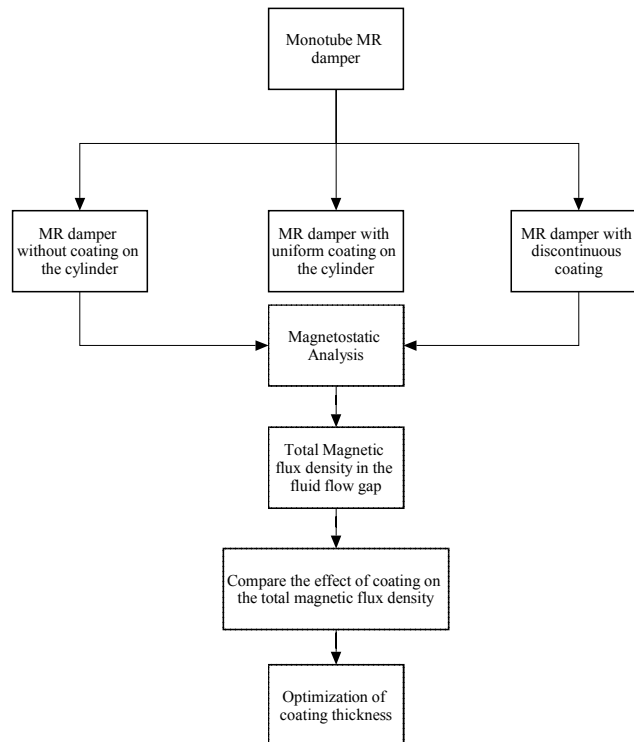 Monotube MR
damper
MR damper
without coating on
the cylinder
MR damper with
uniform coating on
the cylinder
MR damper with
discontinuous
coating
Magnetostatic
Analysis
Total Magnetic
flux density in the
fluid flow gap
Compare the effect of coating on
the total magnetic flux density
Optimization of
coating thickness